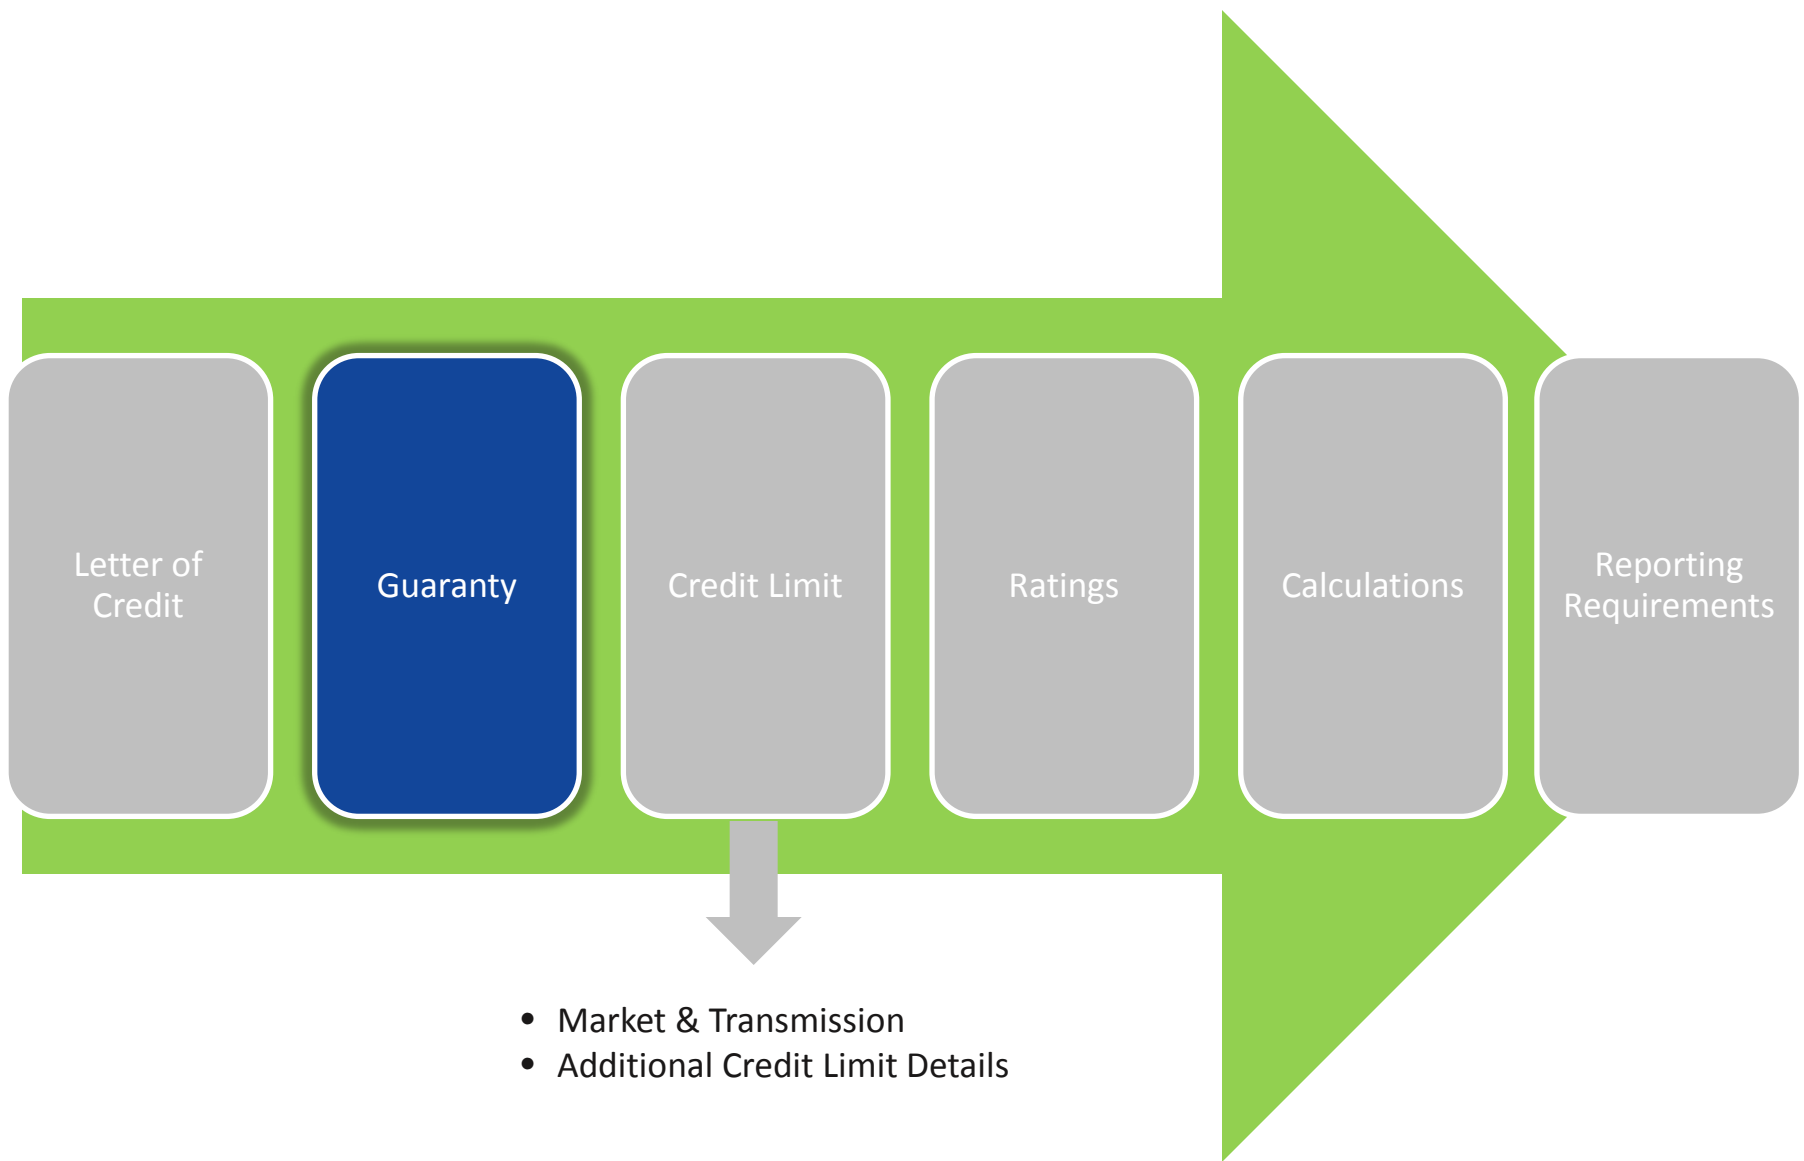 Letter of
Credit
Guaranty
Credit Limit
Ratings
Calculations
Reporting
Requirements
• Market & Transmission
• Additional Credit Limit Details